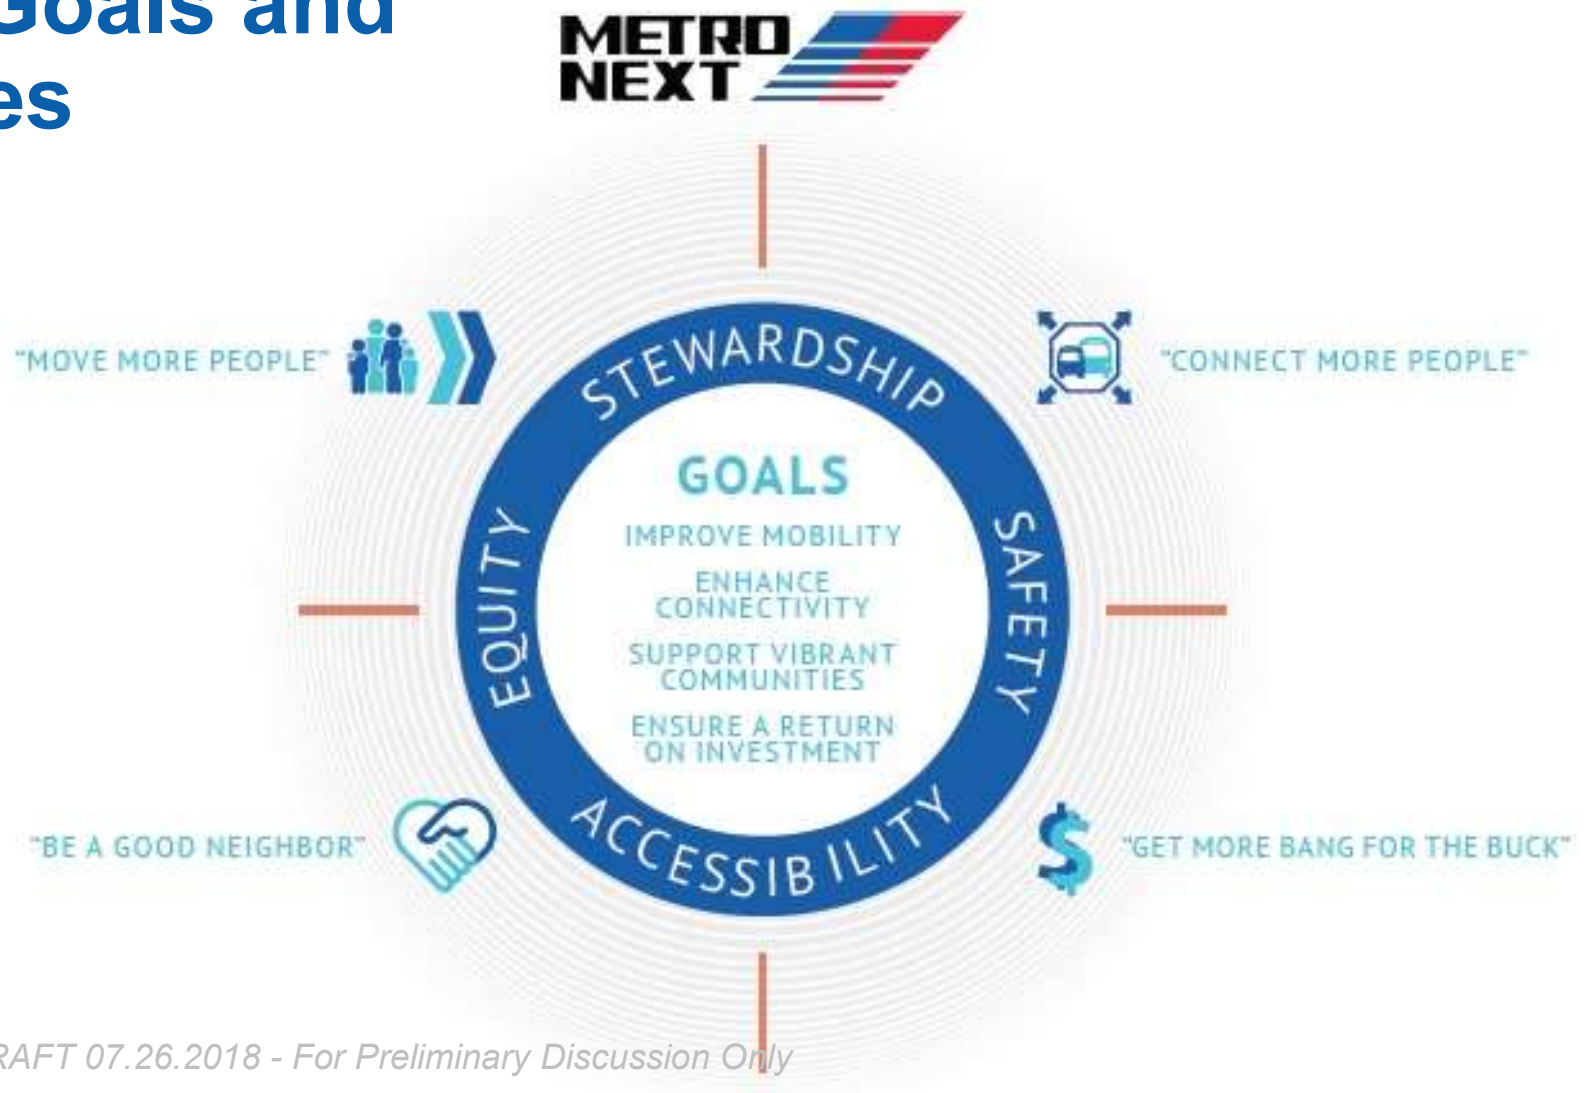 Goals and
es
METRO
NEXT
"MOVE MORE PEOPLE"
"CONNECT MORE PEOPLE"
STEWARDSHIP
EQUITY
SAFETY
ACCESSIBILITY
GOALS
IMPROVE MOBILITY
ENHANCE
CONNECTIVITY
SUPPORT VIBRANT
COMMUNITIES
ENSURE A RETURN
ON INVESTMENT
"BE A GOOD NEIGHBOR"
"GET MORE BANG FOR THE BUCK"
RAFT 07.26.2018 - For Preliminary Discussion Only